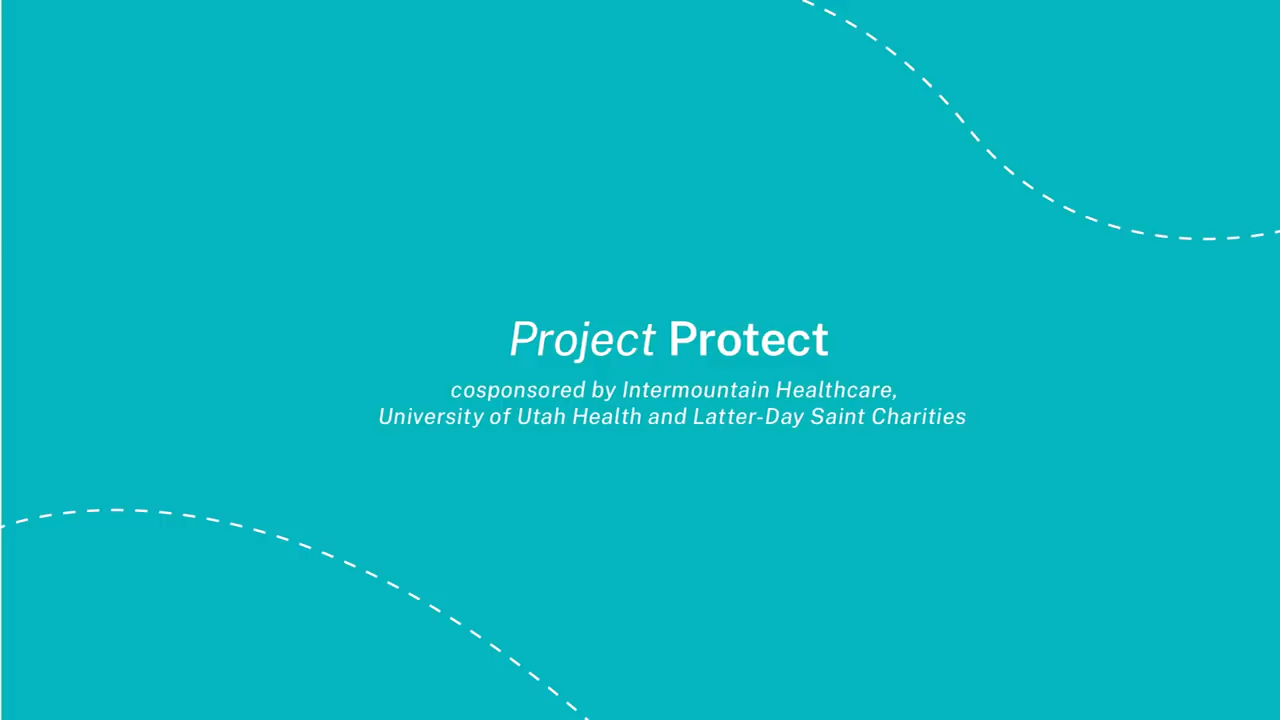 Project Protect
cosponsored by Intermountain Healthcare,
University of Utah Health and Latter-Day Saint Charities